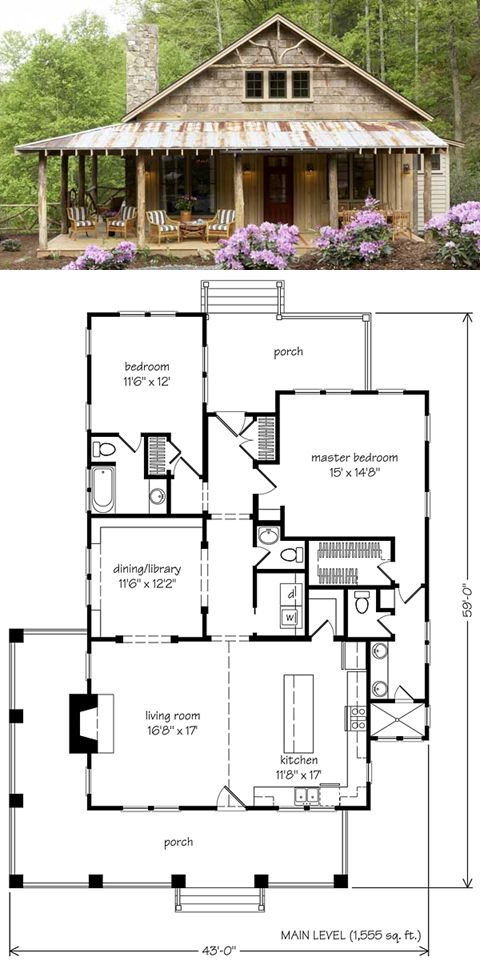 bedroom
11'6" x 12'
porch
master bedroom
15' x 14'8"
dining/library
11'6" x 12'2"
d
w
living room
16'8" x 17'
kitchen
11'8" x 17'
porch
59'-0"
MAIN LEVEL (1,555 sq. ft.)
43'-0"